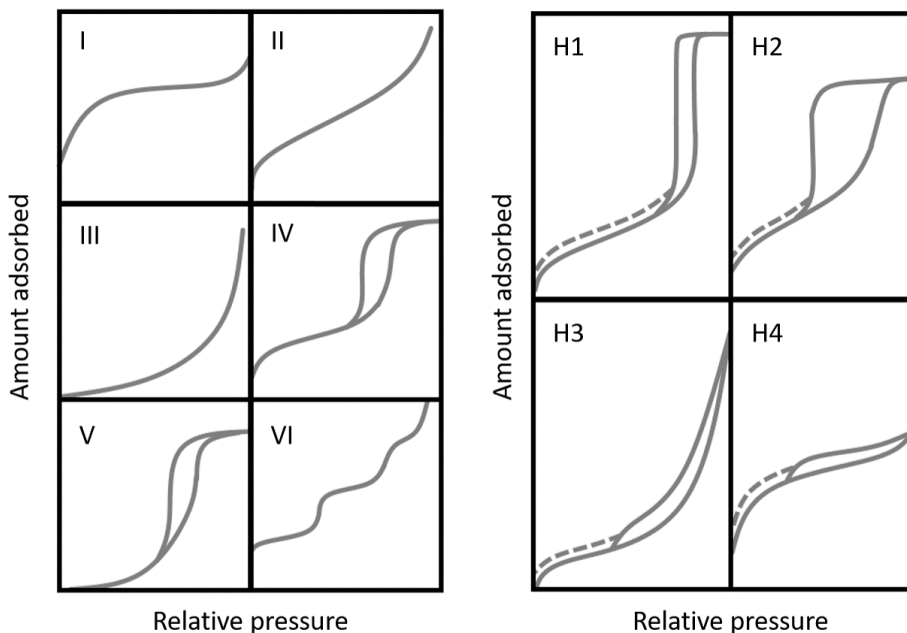 I
II
III
IV
V
VI
Amount adsorbed
Relative pressure
H1
H2
H3
H4
Amount adsorbed
Relative pressure